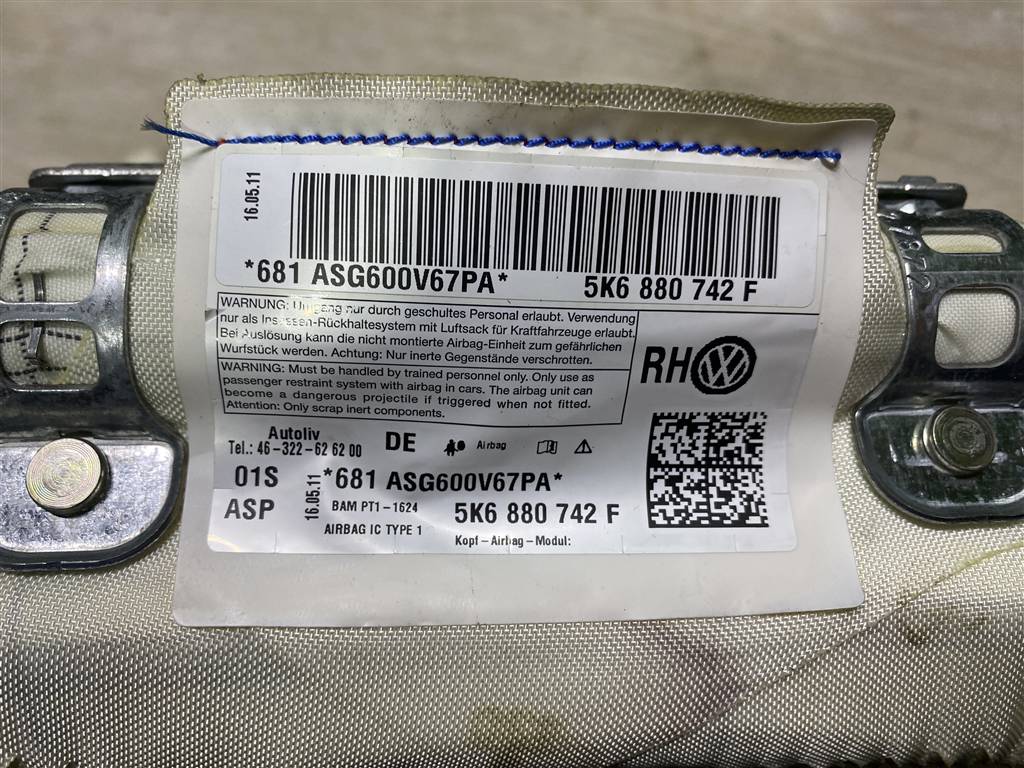 16.05.11
*681 ASG600V67PA*
5K6 880 742 F
WARNUNG: Umgang nur durch geschultes Personal erlaubt. Verwendung
nur als Insassen-Rückhaltesystem mit Luftsack für Kraftfahrzeuge erlaubt.
Bei Auslösung kann die nicht montierte Airbag-Einheit zum gefährlichen
Wurfstück werden. Achtung: Nur inerte Gegenstände verschrotten.
WARNING: Must be handled by trained personnel only. Only use as
passenger restraint system with airbag in cars. The airbag unit can
become a dangerous projectile if triggered when not fitted.
Attention: Only scrap inert components.
RH
Autoliv
Tel.: 46-322-62 62 00
DE
Airbag
01S
ASP
16.05.11
*681 ASG600V67PA*
BAM PT1-1624
5K6 880 742 F
AIRBAG IC TYPE 1
Kopf-Airbag-Modul: